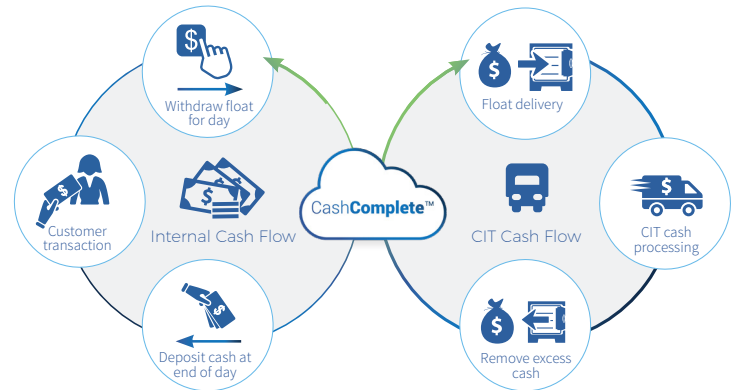 $
Withdraw float
for day
$
Customer
transaction
$
Internal Cash Flow
$
Deposit cash at
end of day
CashComplete™
$
Float delivery
CIT Cash Flow
$
CIT cash
processing
$
Remove excess
cash